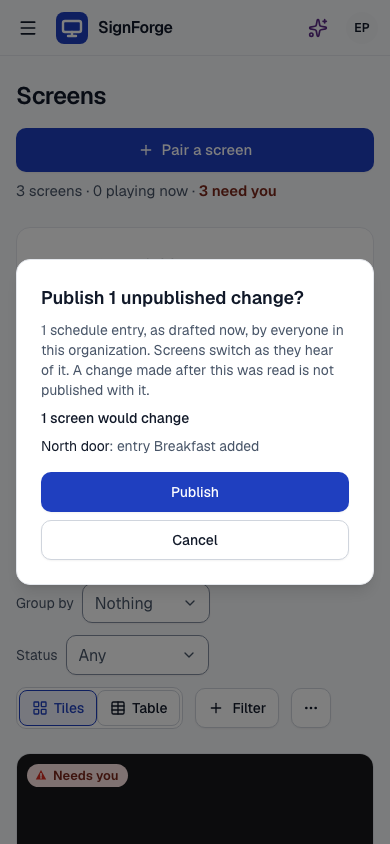 SignForge
EP
Screens
Pair a screen
3 screens · 0 playing now · 3 need you
Publish 1 unpublished change?
1 schedule entry, as drafted now, by everyone in
this organization. Screens switch as they hear
of it. A change made after this was read is not
published with it.
1 screen would change
North door: entry Breakfast added
Publish
Cancel
Group by Nothing
Status Any
Tiles Table Filter
Needs you